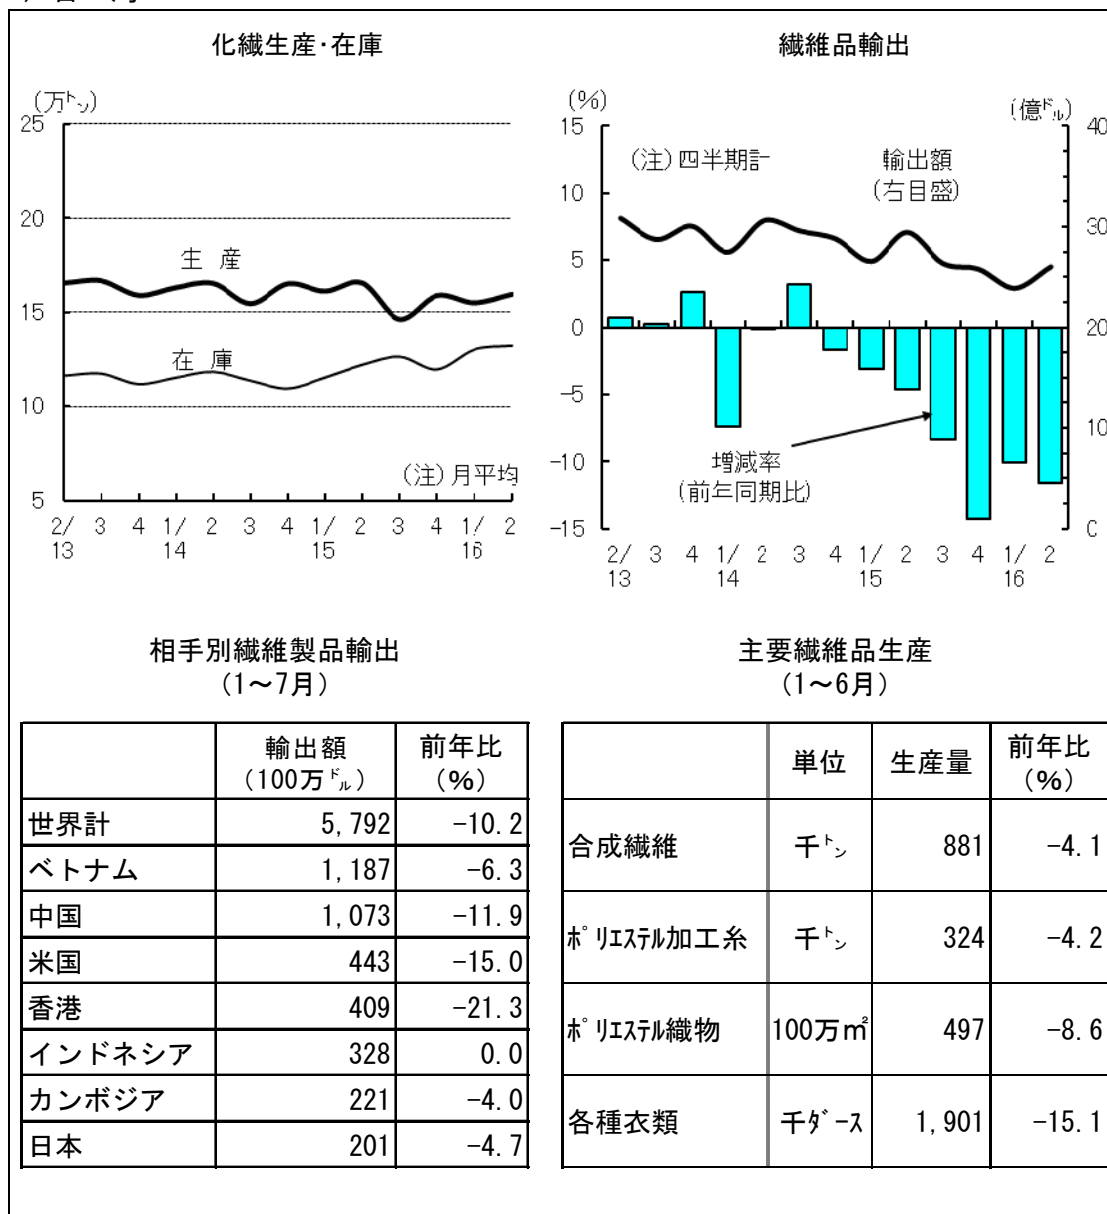 化繊生産・在庫
(万㌧)
25
20
15
10
5
生 産
在 庫
(注)月平均
2/ 3 4 1/ 2 3 4 1/ 2 3 4 1/ 2
13 14 15 16
繊維品輸出
(%)
(億㌦)
15
10
5
0
-5
-10
-15
40
30
20
10
(注)四半期計
輸出額
(右目盛)
増減率
(前年同期比)
2/ 3 4 1/ 2 3 4 1/ 2 3 4 1/ 2
13 14 15 16
相手別繊維製品輸出
(1～7月)
輸出額 前年比
(100万㌦) (%)
世界計 5,792 -10.2
ベトナム 1,187 -6.3
中国 1,073 -11.9
米国 443 -15.0
香港 409 -21.3
インドネシア 328 0.0
カンボジア 221 -4.0
日本 201 -4.7
主要繊維品生産
(1～6月)
単位 生産量 前年比
(%)
合成繊維 千㌧ 881 -4.1
ﾎﾟﾘｴｽﾃﾙ加工糸 千㌧ 324 -4.2
ﾎﾟﾘｴｽﾃﾙ織物 100万㎡ 497 -8.6
各種衣類 千ﾀﾞｰｽ 1,901 -15.1